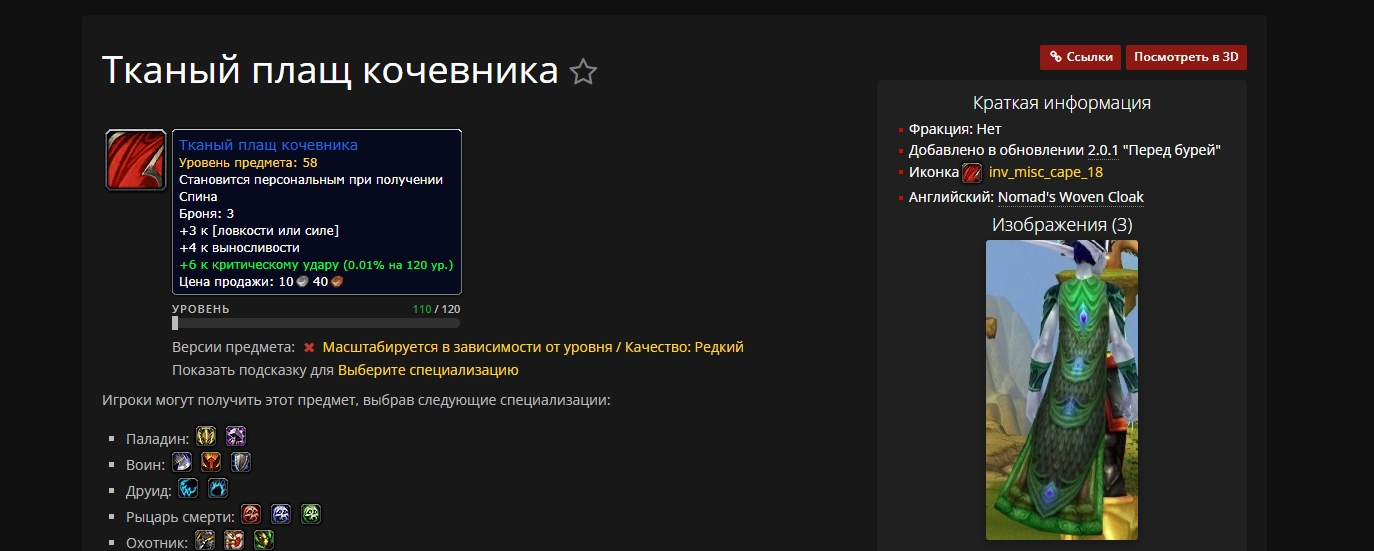 Тканый плащ кочевника
Ссылки
Посмотреть в 3D
Тканый плащ кочевника
Уровень предмета: 58
Становится персональным при получении
Спина
Броня: 3
+3 к [ловкости или силе]
+4 к выносливости
+6 к критическому удару (0.01% на 120 ур.)
Цена продажи: 10 40
УРОВЕНЬ 110 / 120
Версии предмета: Масштабируется в зависимости от уровня / Качество: Редкий
Показать подсказку для Выберите специализацию
Игроки могут получить этот предмет, выбрав следующие специализации:
Паладин:
Воин:
Друид:
Рыцарь смерти:
Охотник:
Краткая информация
Фракция: Нет
Добавлено в обновлении 2.0.1 "Перед бурей"
Иконка inv_misc_cape_18
Английский: Nomad's Woven Cloak
Изображения (3)